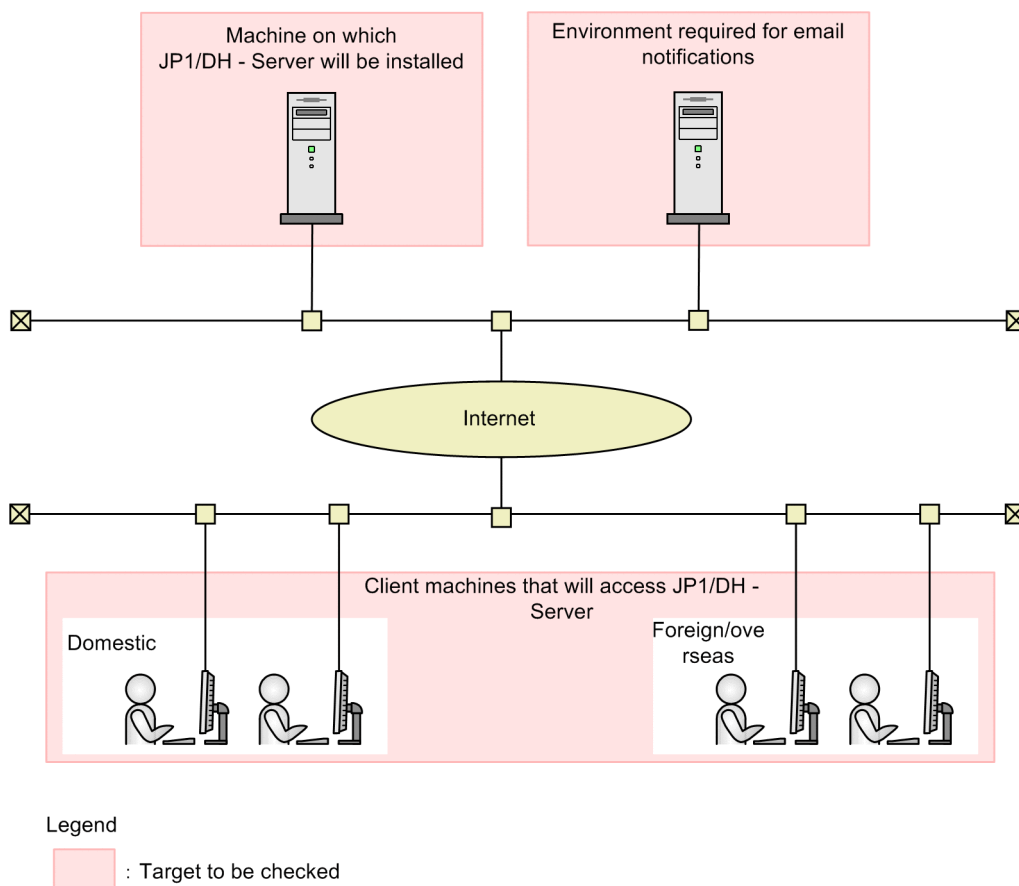 Machine on which
JP1/DH - Server will be installed
Environment required for email
notifications
Internet
Client machines that will access JP1/DH -
Server
Domestic
Foreign/ove
rseas
Legend
: Target to be checked